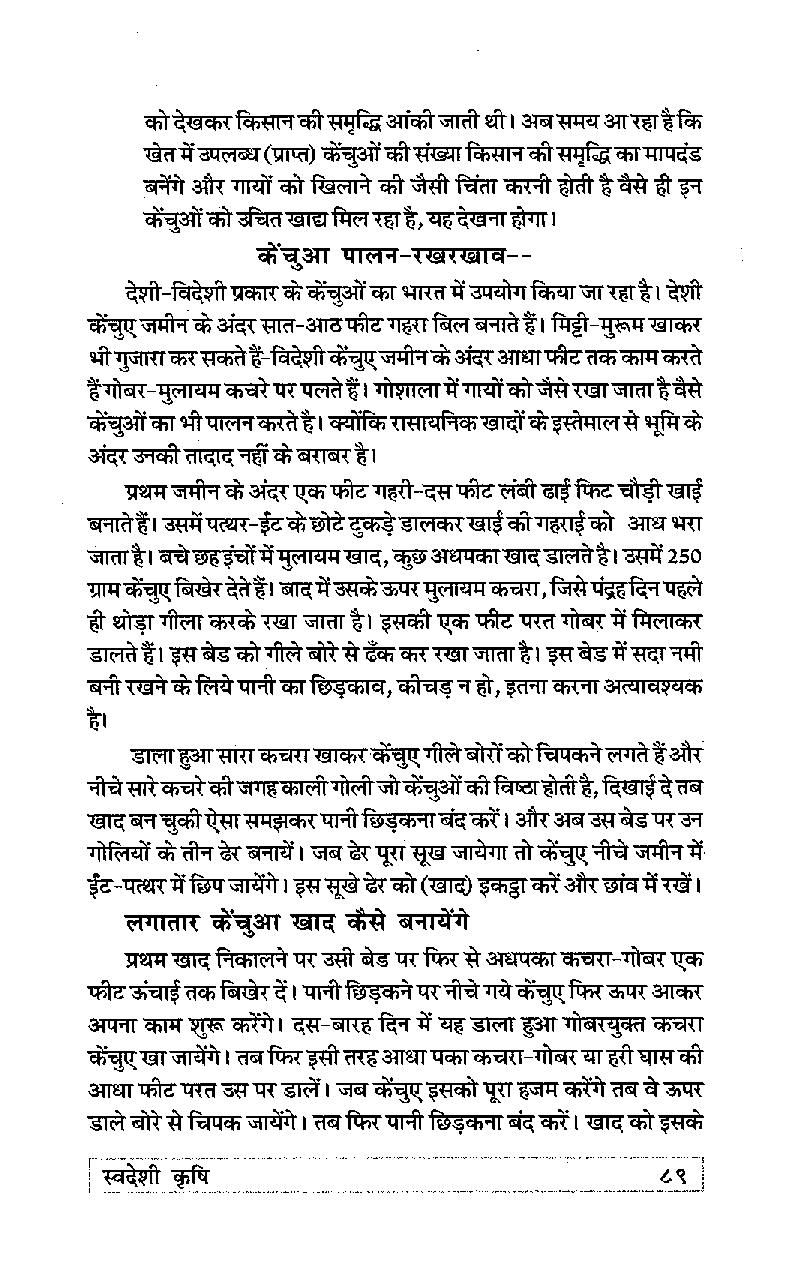 को देखकर किसान की समृद्धि आंकी जाती थी। अब समय आ रहा है कि
खेत में उपलब्ध (प्राप्त) केंचुओं की संख्या किसान की समृद्धि का मापदंड
बनेंगे और गायों को खिलाने की जैसी चिंता करनी होती है वैसे ही इन
केंचुओं को उचित खाद्य मिल रहा है, यह देखना होगा।
केंचुआ पालन-रखरखाव--
देशी-विदेशी प्रकार के केंचुओं का भारत में उपयोग किया जा रहा है। देशी
केंचुए जमीन के अंदर सात-आठ फीट गहरा बिल बनाते हैं। मिट्टी-मुरूम खाकर
भी गुजारा कर सकते हैं-विदेशी केंचुए जमीन के अंदर आधा फीट तक काम करते
हैं गोबर-मुलायम कचरे पर पलते हैं। गोशाला में गायों को जैसे रखा जाता है वैसे
केंचुओं का भी पालन करते है। क्योंकि रासायनिक खादों के इस्तेमाल से भूमि के
अंदर उनकी तादाद नहीं के बराबर है।
प्रथम जमीन के अंदर एक फीट गहरी-दस फीट लंबी ढाई फिट चौड़ी खाई
बनाते हैं। उसमें पत्थर-ईंट के छोटे टुकड़े डालकर खाई की गहराई को आध भरा
जाता है। बचे छह इंचों में मुलायम खाद, कुछ अधपका खाद डालते है। उसमें 250
ग्राम केंचुए बिखेर देते हैं। बाद में उसके ऊपर मुलायम कचरा, जिसे पंद्रह दिन पहले
ही थोड़ा गीला करके रखा जाता है। इसकी एक फीट परत गोबर में मिलाकर
डालते हैं। इस बेड को गीले बोरे से ढँक कर रखा जाता है। इस बेड में सदा नमी
बनी रखने के लिये पानी का छिड़काव, कीचड़ न हो, इतना करना अत्यावश्यक
है।
डाला हुआ सारा कचरा खाकर केंचुए गीले बोरों को चिपकने लगते हैं और
नीचे सारे कचरे की जगह काली गोली जो केंचुओं की विष्ठा होती है, दिखाई दे तब
खाद बन चुकी ऐसा समझकर पानी छिड़कना बंद करें। और अब उस बेड पर उन
गोलियों के तीन ढेर बनायें। जब ढेर पूरा सूख जायेगा तो केंचुए नीचे जमीन में
ईंट-पत्थर में छिप जायेंगे। इस सूखे ढेर को (खाद) इकट्ठा करें और छांव में रखें।
लगातार केंचुआ खाद कैसे बनायेंगे
प्रथम खाद निकालने पर उसी बेड पर फिर से अधपका कचरा-गोबर एक
फीट ऊंचाई तक बिखेर दें। पानी छिड़कने पर नीचे गये केंचुए फिर ऊपर आकर
अपना काम शुरू करेंगे। दस-बारह दिन में यह डाला हुआ गोबरयुक्त कचरा
केंचुए खा जायेंगे। तब फिर इसी तरह आधा पका कचरा-गोबर या हरी घास की
आधा फीट परत उस पर डालें। जब केंचुए इसको पूरा हजम करेंगे तब वे ऊपर
डाले बोरे से चिपक जायेंगे। तब फिर पानी छिड़कना बंद करें। खाद को इसके
स्वदेशी कृषि ८९